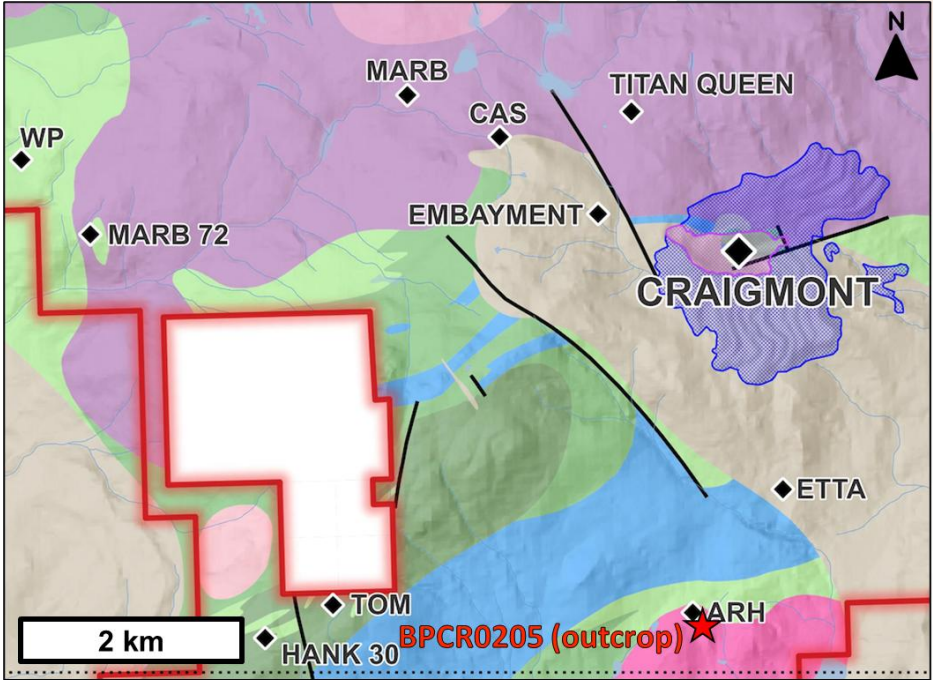 N
MARB
TITAN QUEEN
CAS
WP
EMBAYMENT
MARB 72
CRAIGMONT
ETTA
TOM
ARH
BPCR0205 (outcrop)
2 km
HANK 30